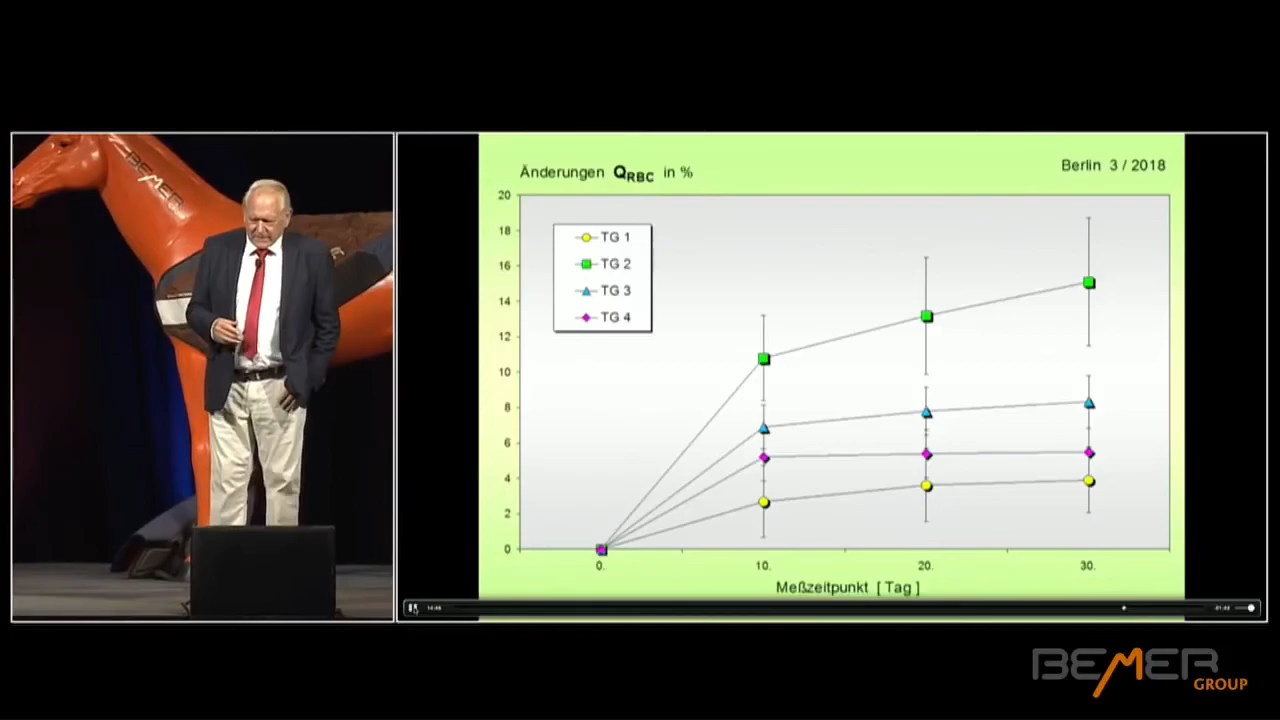 BEMER
Änderungen QRBC in %
Berlin 3 / 2018
20
18
16
14
12
10
8
6
4
2
0
TG 1
TG 2
TG 3
TG 4
0.
10.
20.
30.
Meßzeitpunkt [ Tag ]
BEMER
GROUP